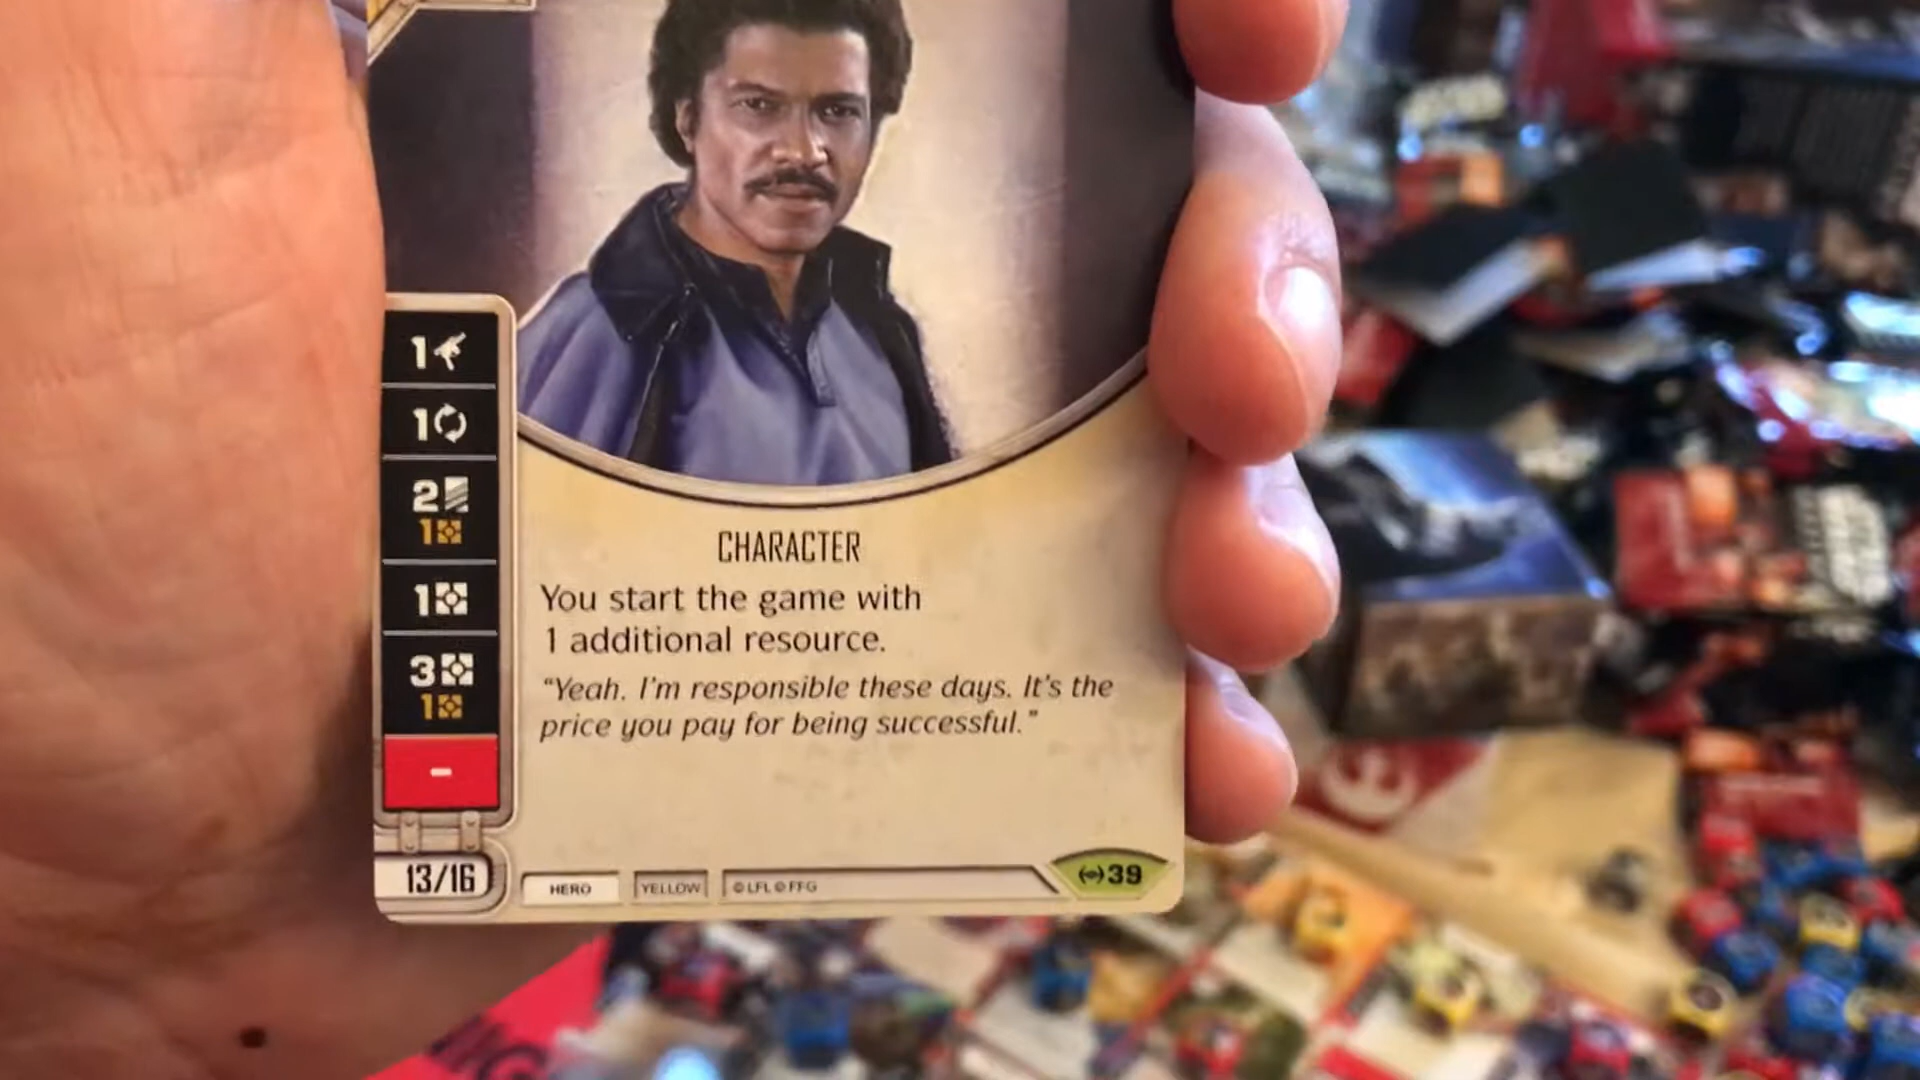 1
1
2
1
1
3
1
-
CHARACTER
You start the game with
1 additional resource.
“Yeah. I'm responsible these days. It's the
price you pay for being successful.”
13/16
HERO
YELLOW
©LFL ©FFG
39